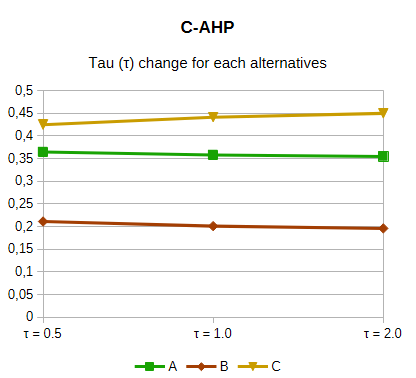 C-AHP
Tau (τ) change for each alternatives
0,5
0,45
0,4
0,35
0,3
0,25
0,2
0,15
0,1
0,05
0
τ = 0.5 τ = 1.0 τ = 2.0
A B C